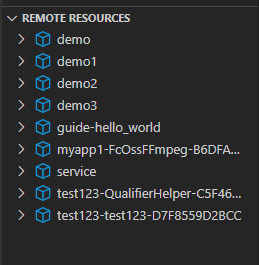 REMOTE RESOURCES
demo
demo1
demo2
demo3
guide-hello_world
myapp1-FcOssFFmpeg-B6DFA...
service
test123-QualifierHelper-C5F46...
test123-test123-D7F8559D2BCC